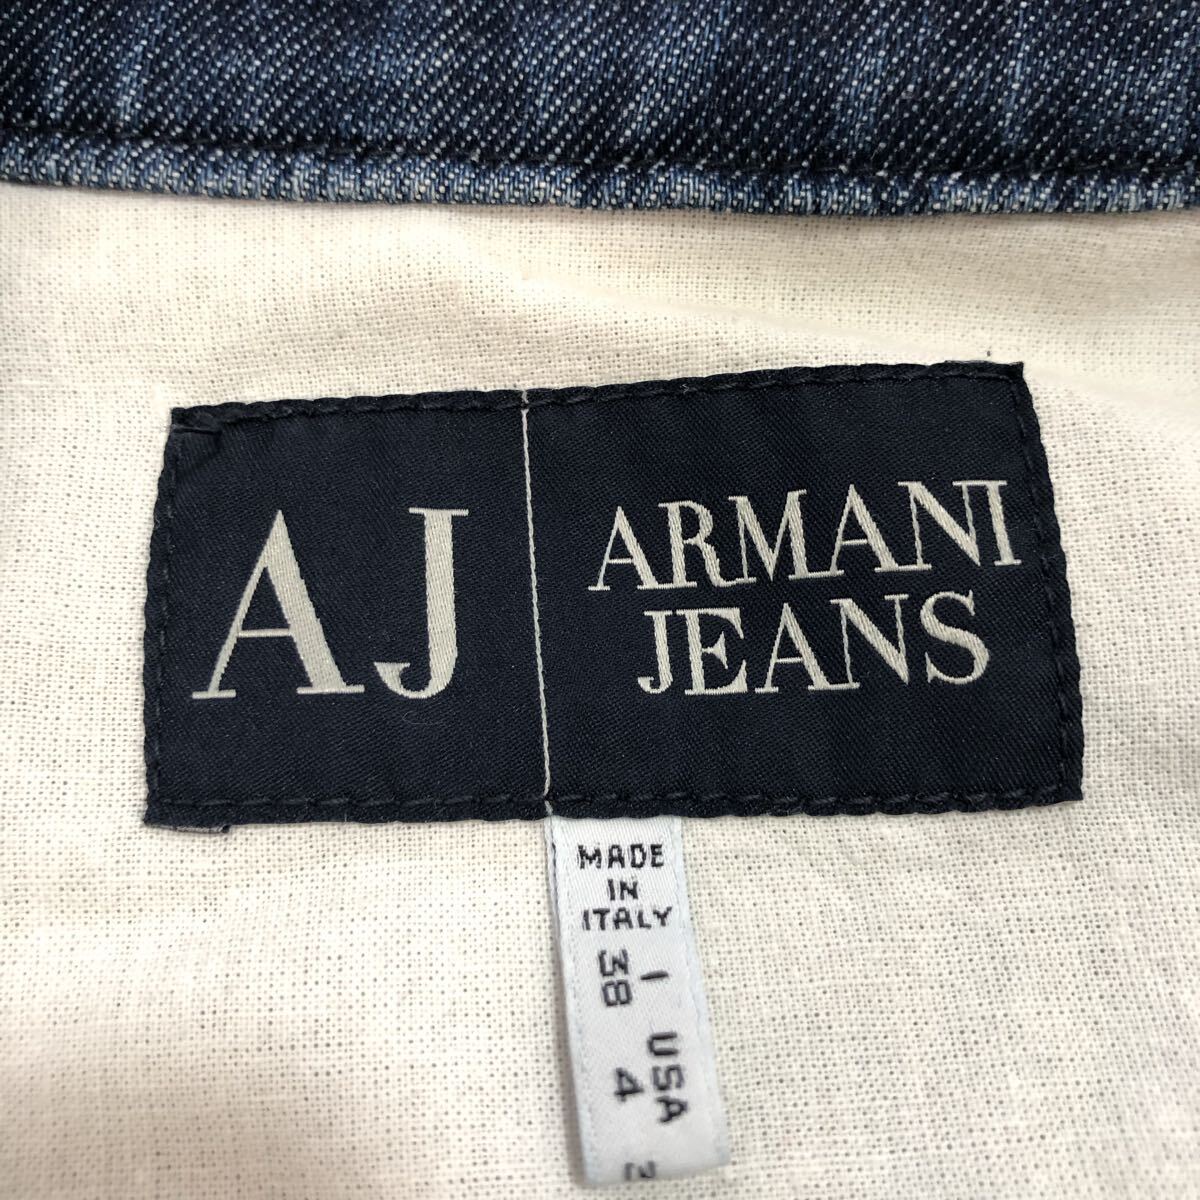 AJ
ARMANI
JEANS
MADE
IN
ITALY
I USA
38 4